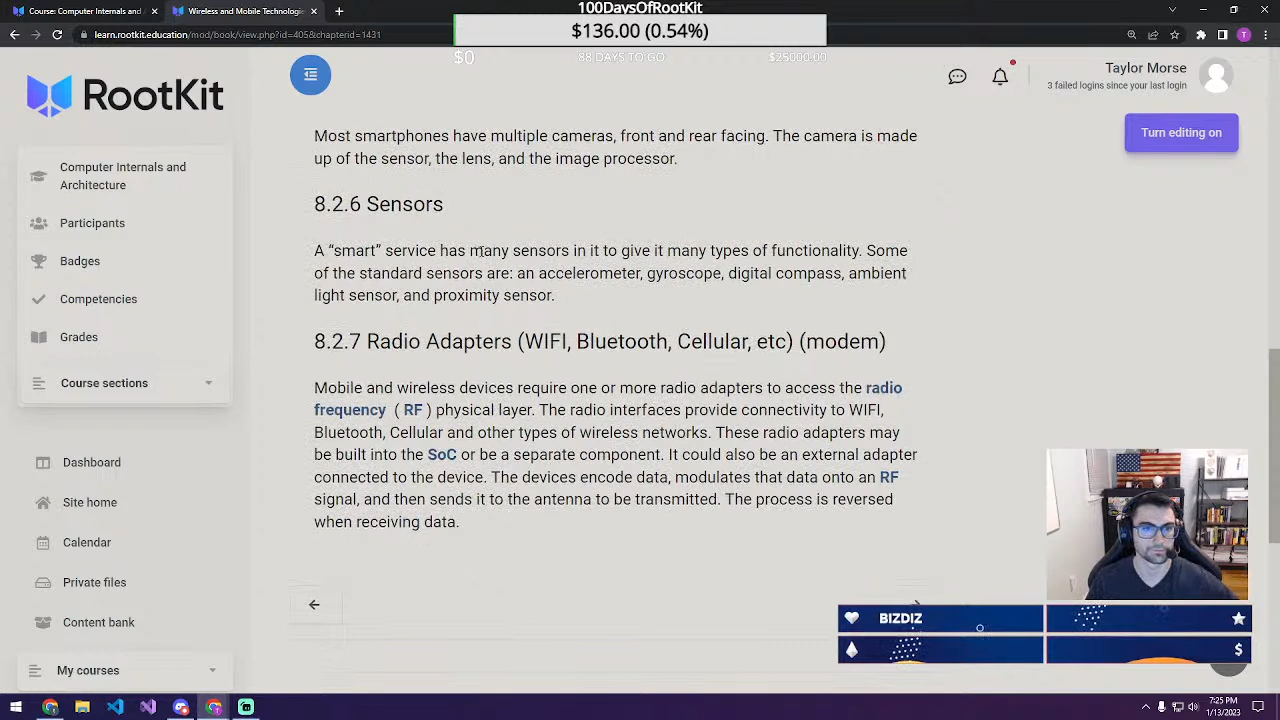 100DaysOfRootKit
Course: Computer Internals and
Wireless and Mobile Technolog
learn.rootkit.education/mod/book/view.php?id=405&chapterid=1431
$136.00 (0.54%)
$0
88 DAYS TO GO
$25000.00
RootKit
Taylor Morse
3 failed logins since your last login
Turn editing on
Computer Internals and
Architecture
Participants
Badges
Competencies
Grades
Course sections
Dashboard
Site home
Calendar
Private files
Content bank
My courses
Most smartphones have multiple cameras, front and rear facing. The camera is made
up of the sensor, the lens, and the image processor.
8.2.6 Sensors
A “smart” service has many sensors in it to give it many types of functionality. Some
of the standard sensors are: an accelerometer, gyroscope, digital compass, ambient
light sensor, and proximity sensor.
8.2.7 Radio Adapters (WIFI, Bluetooth, Cellular, etc) (modem)
Mobile and wireless devices require one or more radio adapters to access the radio
frequency ( RF ) physical layer. The radio interfaces provide connectivity to WIFI,
Bluetooth, Cellular and other types of wireless networks. These radio adapters may
be built into the SoC or be a separate component. It could also be an external adapter
connected to the device. The devices encode data, modulates that data onto an RF
signal, and then sends it to the antenna to be transmitted. The process is reversed
when receiving data.
BIZDIZ
$
7:25 PM
1/13/2023